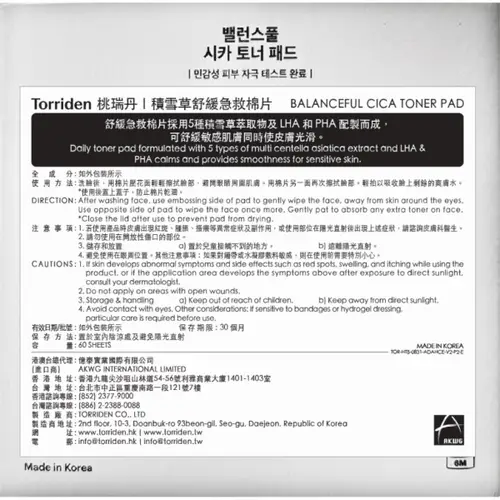 밸런스풀
시카 토너 패드
| 민감성 피부 자극 테스트 완료 |
Torriden 桃瑞丹 | 積雪草舒緩急救棉片 BALANCEFUL CICA TONER PAD
舒緩急救棉片採用5種積雪草萃取物及 LHA 和 PHA 配製而成，
可舒緩敏感肌膚同時使皮膚光滑。
Daily toner pad formulated with 5 types of multi centella asiatica extract and LHA &
PHA calms and provides smoothness for sensitive skin.
全 成 分 : 如外包裝所示
使 用 方 法 : 洗臉後，用棉片壓花面輕輕擦拭臉部，避開眼睛周圍肌膚。用棉片另一面再次擦拭臉部，輕拍以吸收臉上剩餘的爽膚水。
*使用後蓋上蓋子，防止棉片乾燥。
DIRECTION: After washing face, use embossing side of pad to gently wipe the face, away from skin around the eyes.
Use opposite side of pad to wipe the face once more. Gently pat to absorb any extra toner on face.
*Close the lid after use to prevent pad from drying.
注 意 事 項 : 1. 若使用產品時皮膚出現紅斑、腫脹、搔癢等異常症狀及副作用，或使用部位在陽光直射後出現上述症狀，請諮詢皮膚科醫生。
2. 請勿使用在開放性傷口的部位。
3. 儲存和放置 a) 置於兒童接觸不到的地方。 b) 遠離陽光直射。
4. 避免使用在眼周位置。其他注意事項：如果對繃帶或水凝膠敷料敏感，則在使用前需要特別小心。
CAUTIONS: 1. If skin develops abnormal symptoms and side effects such as red spots, swelling, and itching while using the
product, or if the application area develops the symptoms above after exposure to direct sunlight,
consult your dermatologist.
2. Do not apply on areas with open wounds.
3. Storage & handling a) Keep out of reach of children. b) Keep away from direct sunlight.
4. Avoid contact with eyes. Other considerations: if sensitive to bandages or hydrogel dressing,
particular care is required before use.
有效日期/批號 : 如外包裝所示 保 存 期 限 : 30 個月
保 存 方 法 : 置於室內陰涼處及避免陽光直射
容 量 : 60 SHEETS MADE IN KOREA
港澳台總代理 : 億泰實業國際有限公司
(進口商) AKWG INTERNATIONAL LIMITED
香 港 地 址 : 香港九龍尖沙咀山林道54-56號利雅商業大廈1401-1403室
台 灣 地 址 : 台北市中正區重慶南路一段121號7樓
香港諮詢專線 : (852) 2377-9000
台灣諮詢專線 : (886) 2-2388-0088
製 造 廠 商 : TORRIDEN CO., LTD
製造商地址 : 2nd floor, 10-3, Daanbuk-ro 93beon-gil, Seo-gu, Daejeon, Republic of Korea
網 址 : www.torriden.hk | www.torriden.tw
電 郵 : info@torriden.hk | info@torriden.tw
AKWG
Made in Korea
6M